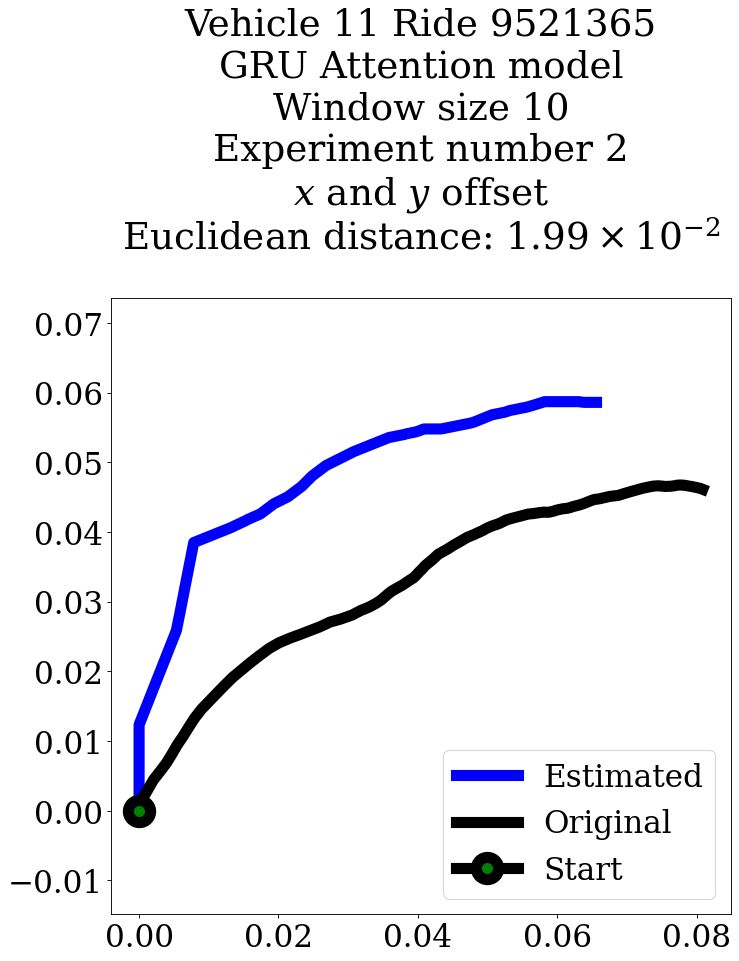 Vehicle 11 Ride 9521365
GRU Attention model
Window size 10
Experiment number 2
x and y offset
Euclidean distance: 1.99 × 10⁻²
0.07
0.06
0.05
0.04
0.03
0.02
0.01
0.00
−0.01
Estimated
Original
Start
0.00 0.02 0.04 0.06 0.08